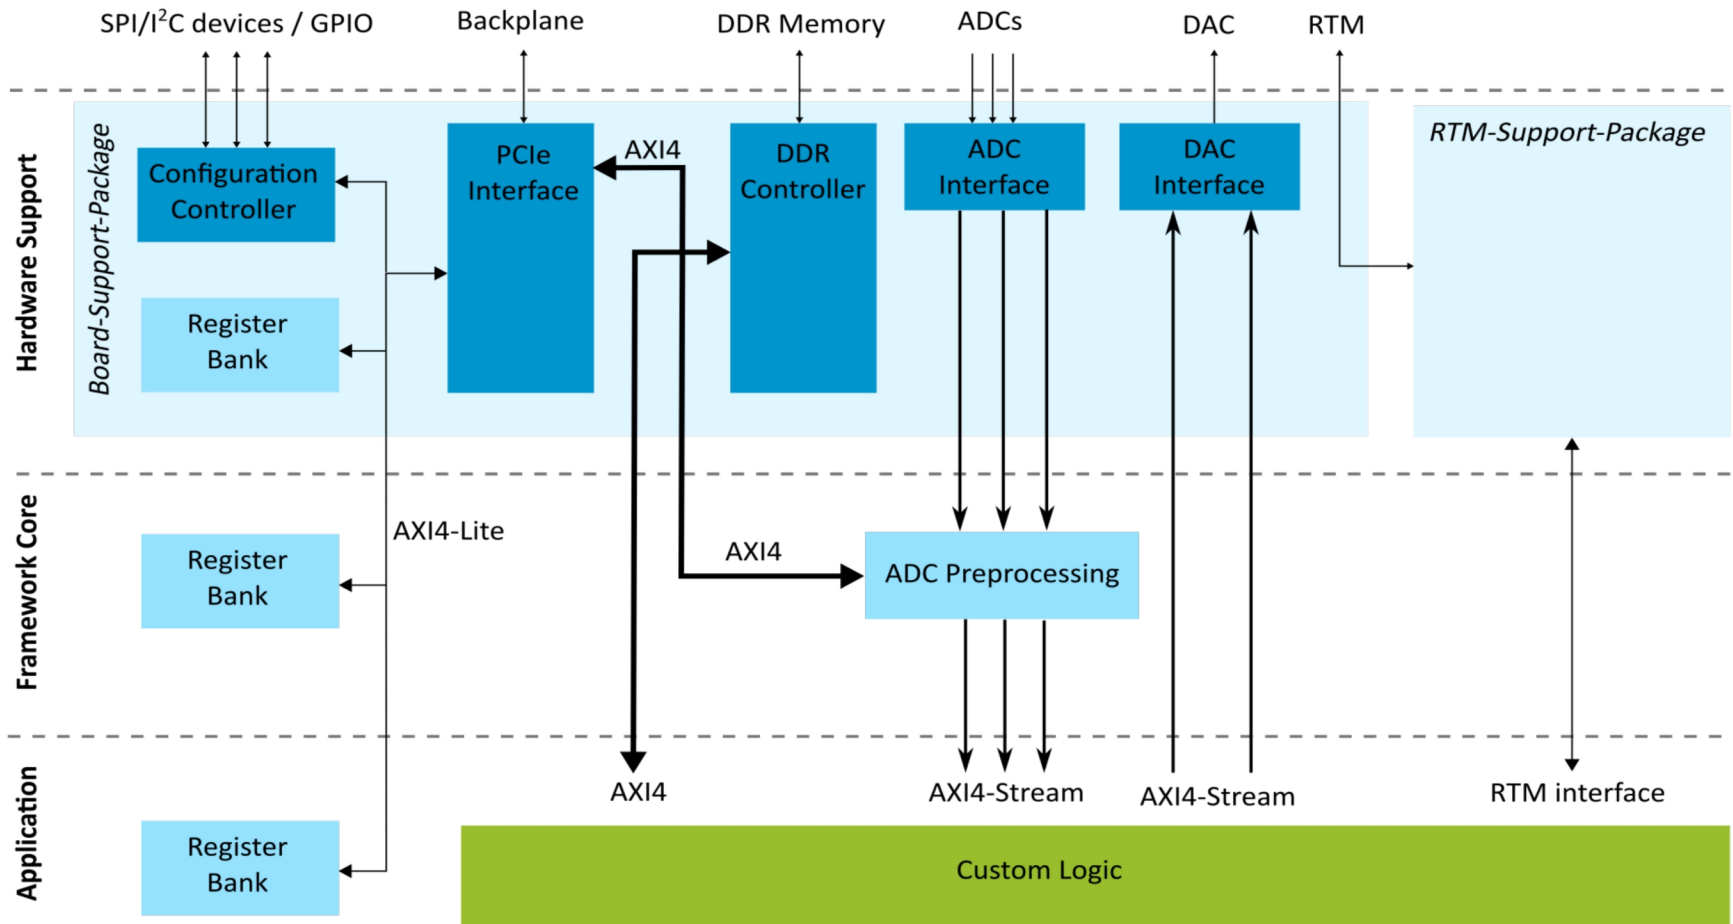 SPI/I²C devices / GPIO
Backplane
DDR Memory
ADCs
DAC
RTM
Hardware Support
Board-Support-Package
Configuration
Controller
PCIe
Interface
AXI4
DDR
Controller
ADC
Interface
DAC
Interface
RTM-Support-Package
Register
Bank
Framework Core
AXI4-Lite
Register
Bank
AXI4
ADC Preprocessing
Application
AXI4
AXI4-Stream
AXI4-Stream
RTM interface
Register
Bank
Custom Logic